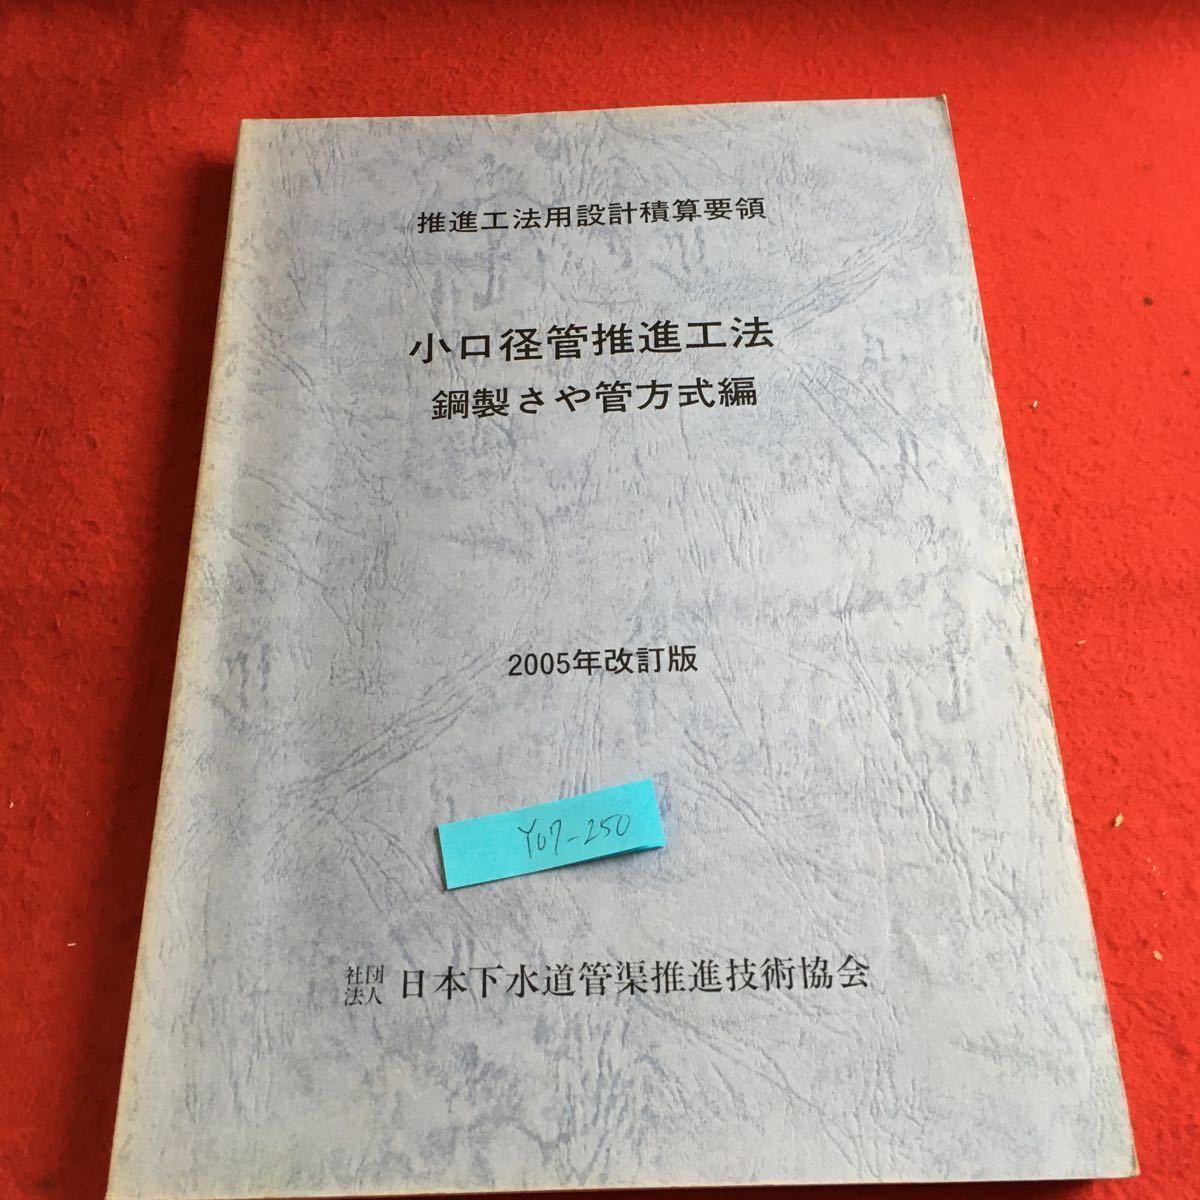 推進工法用設計積算要領
小口径管推進工法
鋼製さや管方式編
2005年改訂版
Y07-250
社団法人 日本下水道管渠推進技術協会